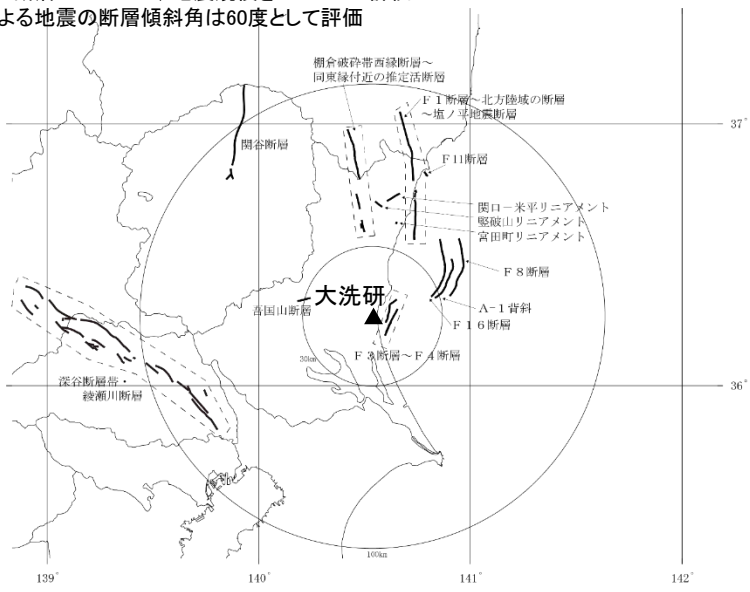 よる地震の断層傾斜角は60度として評価
棚倉破砕帯西縁断層～
同東縁付近の推定活断層
F1断層～北方陸域の断層
～塩ノ平地震断層
37°
関谷断層
F11断層
関口－米平リニアメント
竪破山リニアメント
宮田町リニアメント
F8断層
吾国山断層
大洗研
A-1背斜
F16断層
30km
F3断層～F4断層
36°
深谷断層帯・
綾瀬川断層
100km
139°
140°
141°
142°